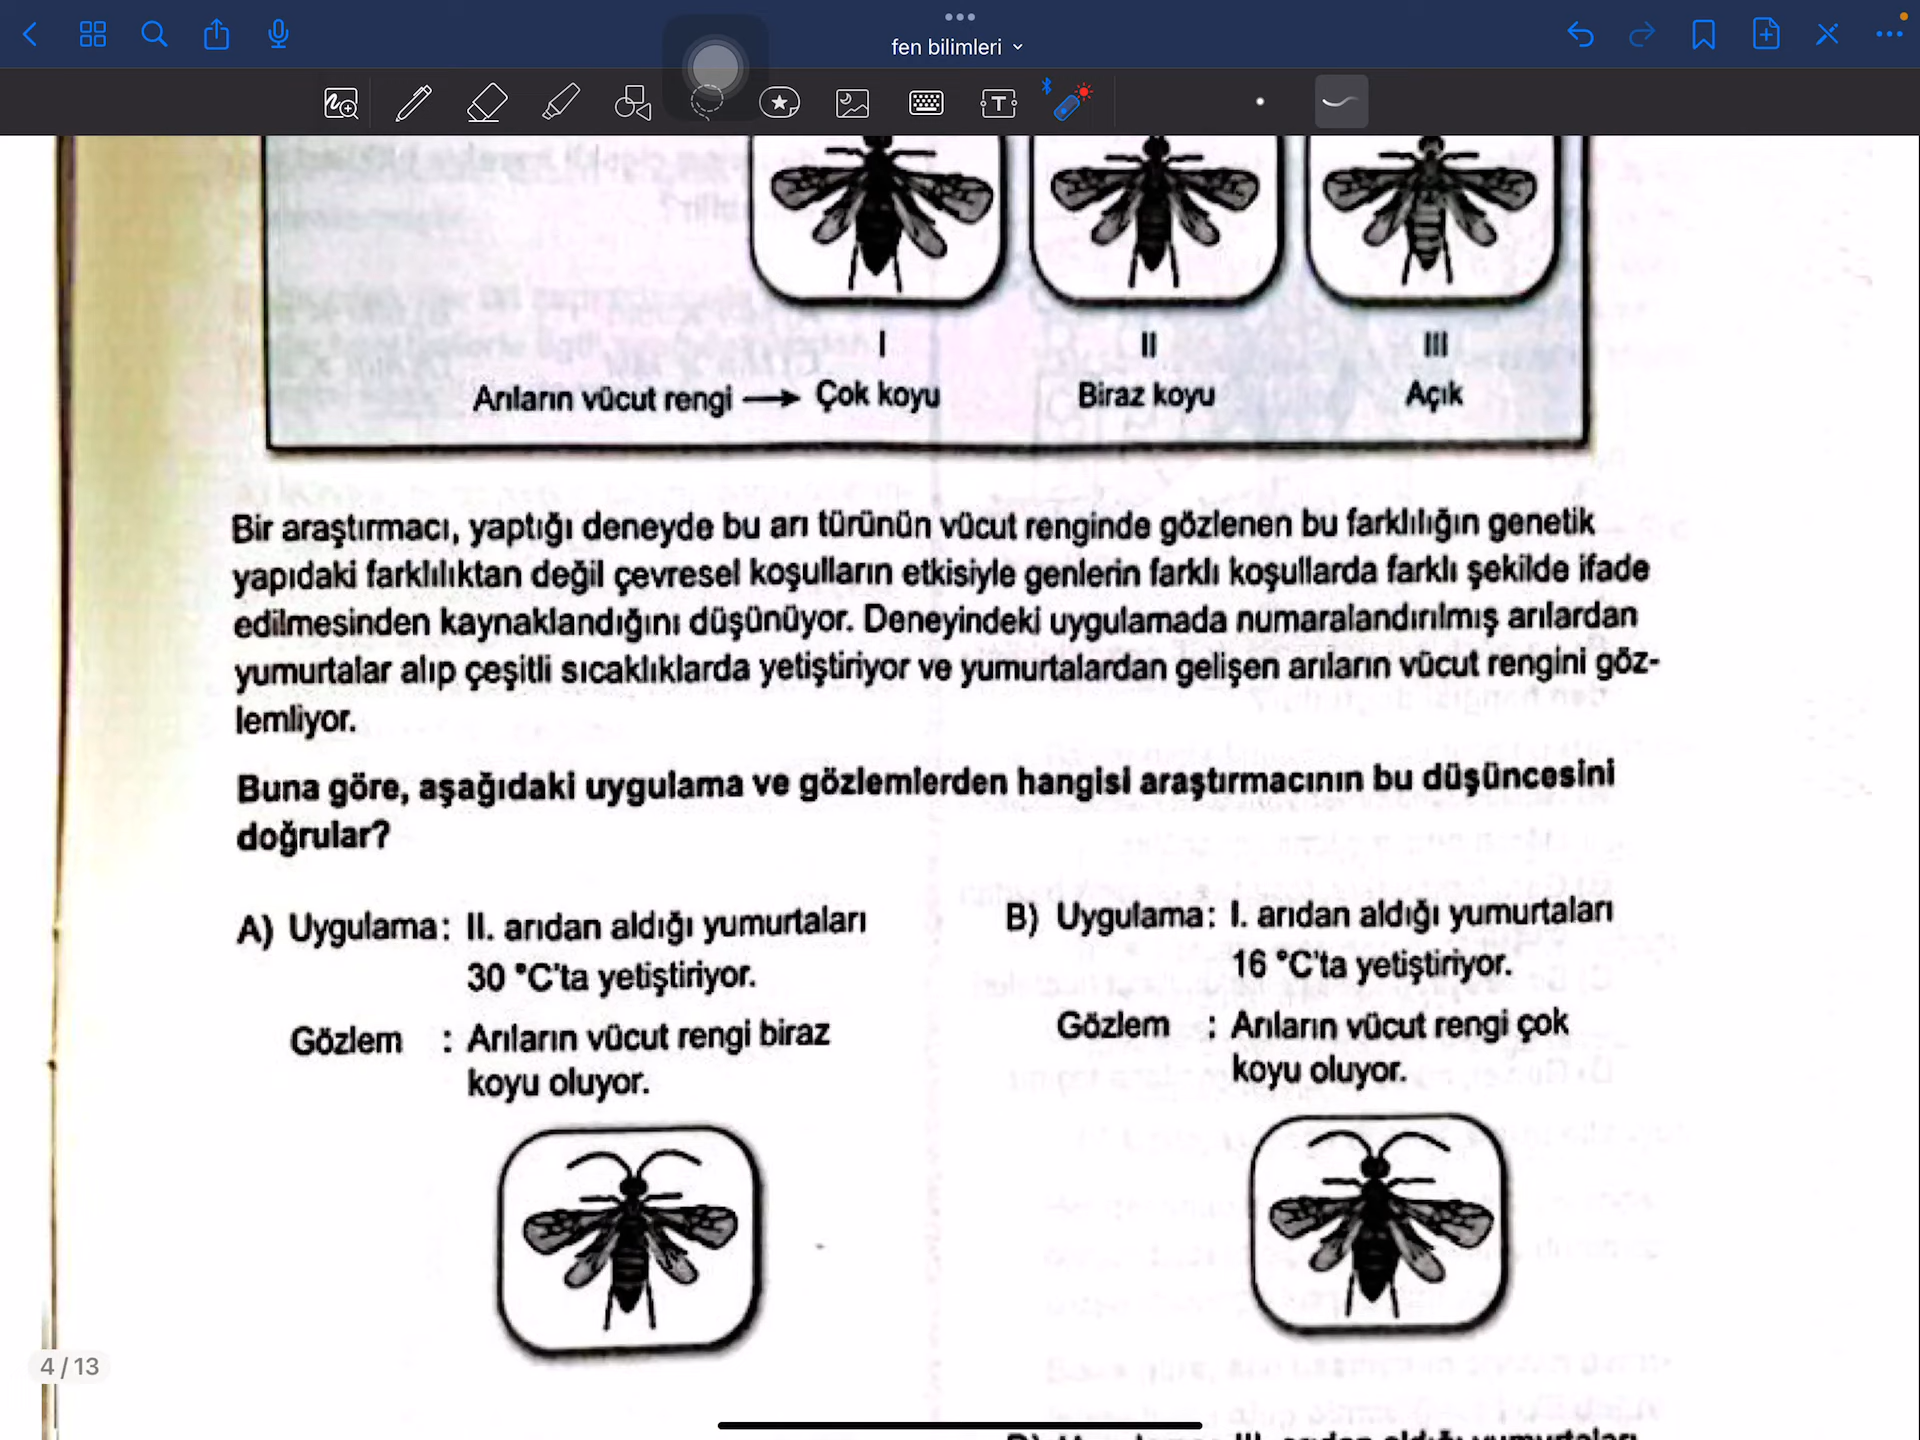 fen bilimleri
I II III
Arıların vücut rengi → Çok koyu Biraz koyu Açık
Bir araştırmacı, yaptığı deneyde bu arı türünün vücut renginde gözlenen bu farklılığın genetik
yapıdaki farklılıktan değil çevresel koşulların etkisiyle genlerin farklı koşullarda farklı şekilde ifade
edilmesinden kaynaklandığını düşünüyor. Deneyindeki uygulamada numaralandırılmış arılardan
yumurtalar alıp çeşitli sıcaklıklarda yetiştiriyor ve yumurtalardan gelişen arıların vücut rengini göz-
lemliyor.
Buna göre, aşağıdaki uygulama ve gözlemlerden hangisi araştırmacının bu düşüncesini
doğrular?
A) Uygulama : II. arıdan aldığı yumurtaları
30 °C'ta yetiştiriyor.
Gözlem : Arıların vücut rengi biraz
koyu oluyor.
B) Uygulama : I. arıdan aldığı yumurtaları
16 °C'ta yetiştiriyor.
Gözlem : Arıların vücut rengi çok
koyu oluyor.
4 / 13